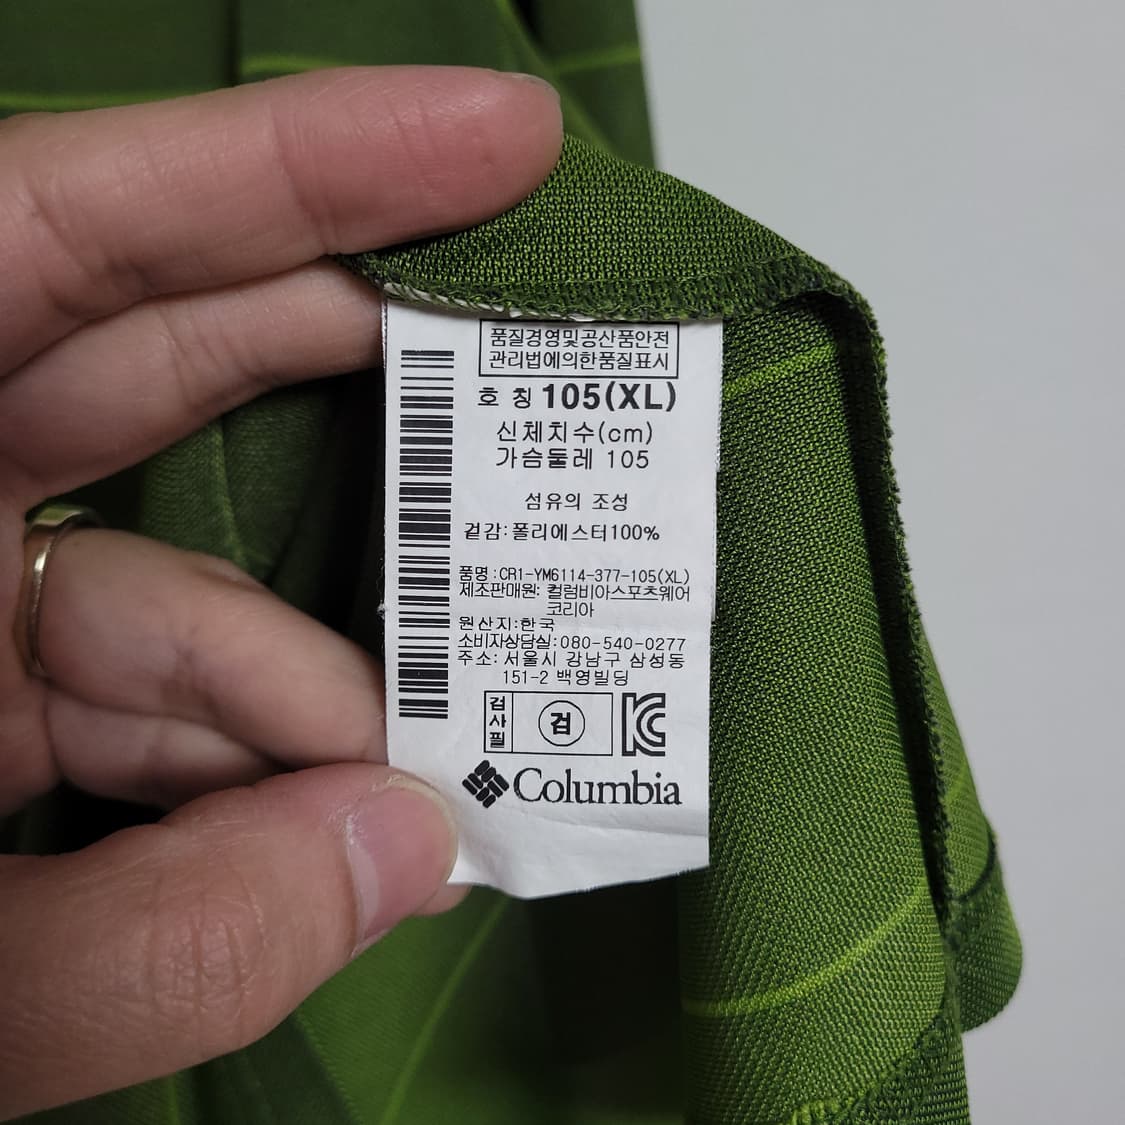 품질경영및공산품안전
관리법에의한품질표시
호 칭 105(XL)
신체치수(cm)
가슴둘레 105
섬유의 조성
겉감:폴리에스터100%
품명:CR1-YM6114-377-105(XL)
제조판매원: 컬럼비아스포츠웨어
코리아
원산지:한국
소비자상담실:080-540-0277
주소: 서울시 강남구 삼성동
151-2 백영빌딩
검사필
검
KC
Columbia